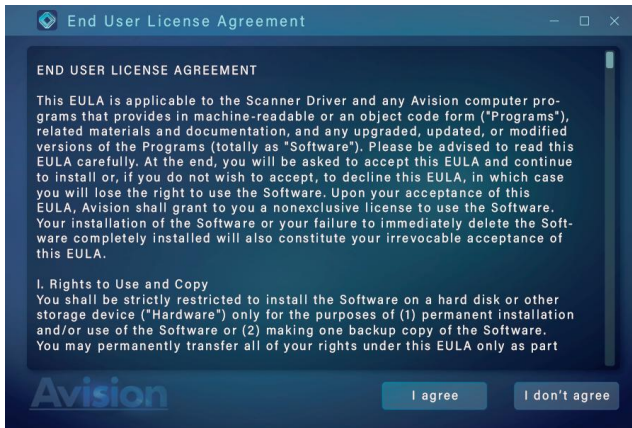 End User License Agreement
END USER LICENSE AGREEMENT
This EULA is applicable to the Scanner Driver and any Avision computer pro-
grams that provides in machine-readable or an object code form ("Programs"),
related materials and documentation, and any upgraded, updated, or modified
versions of the Programs (totally as "Software"). Please be advised to read this
EULA carefully. At the end, you will be asked to accept this EULA and continue
to install or, if you do not wish to accept, to decline this EULA, in which case
you will lose the right to use the Software. Upon your acceptance of this
EULA, Avision shall grant to you a nonexclusive license to use the Software.
Your installation of the Software or your failure to immediately delete the Soft-
ware completely installed will also constitute your irrevocable acceptance of
this EULA.
I. Rights to Use and Copy
You shall be strictly restricted to install the Software on a hard disk or other
storage device ("Hardware") only for the purposes of (1) permanent installation
and/or use of the Software or (2) making one backup copy of the Software.
You may permanently transfer all of your rights under this EULA only as part
Avision
I agree
I don't agree